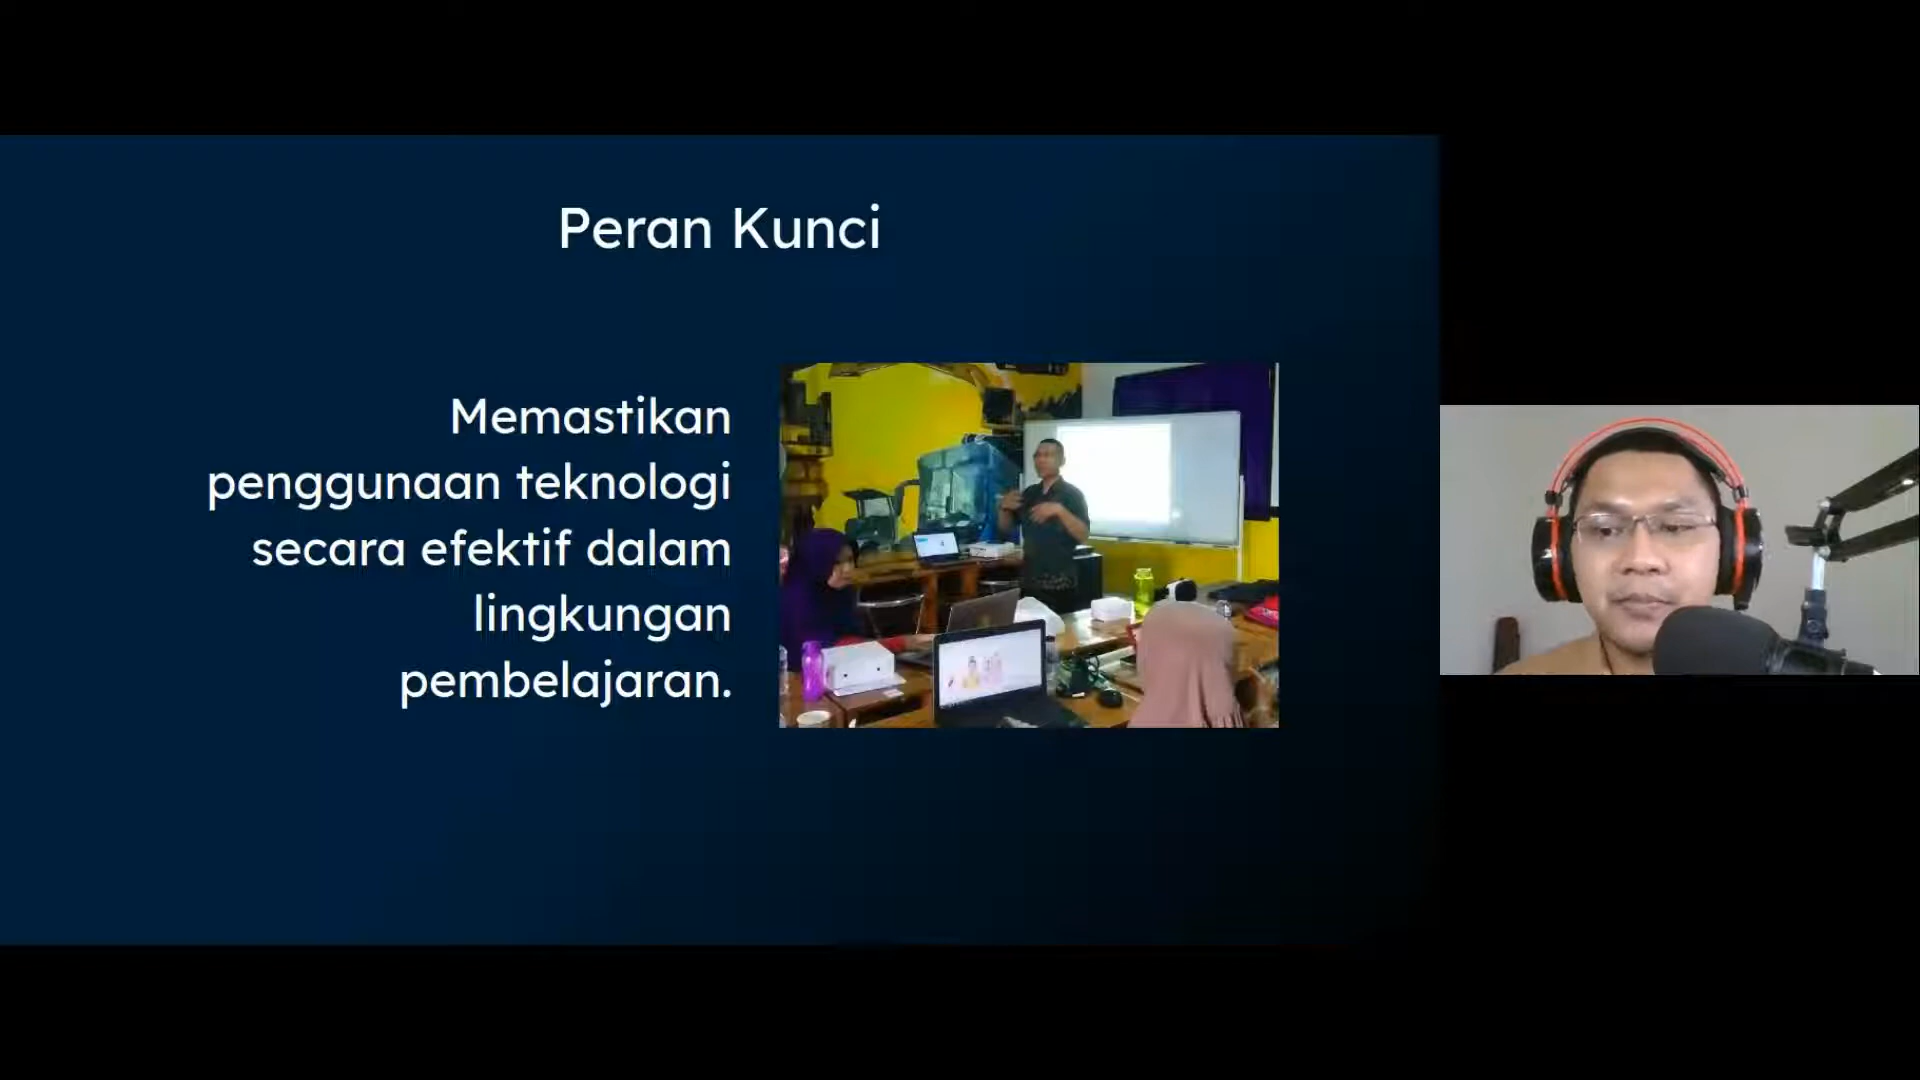 Peran Kunci
Memastikan
penggunaan teknologi
secara efektif dalam
lingkungan
pembelajaran.